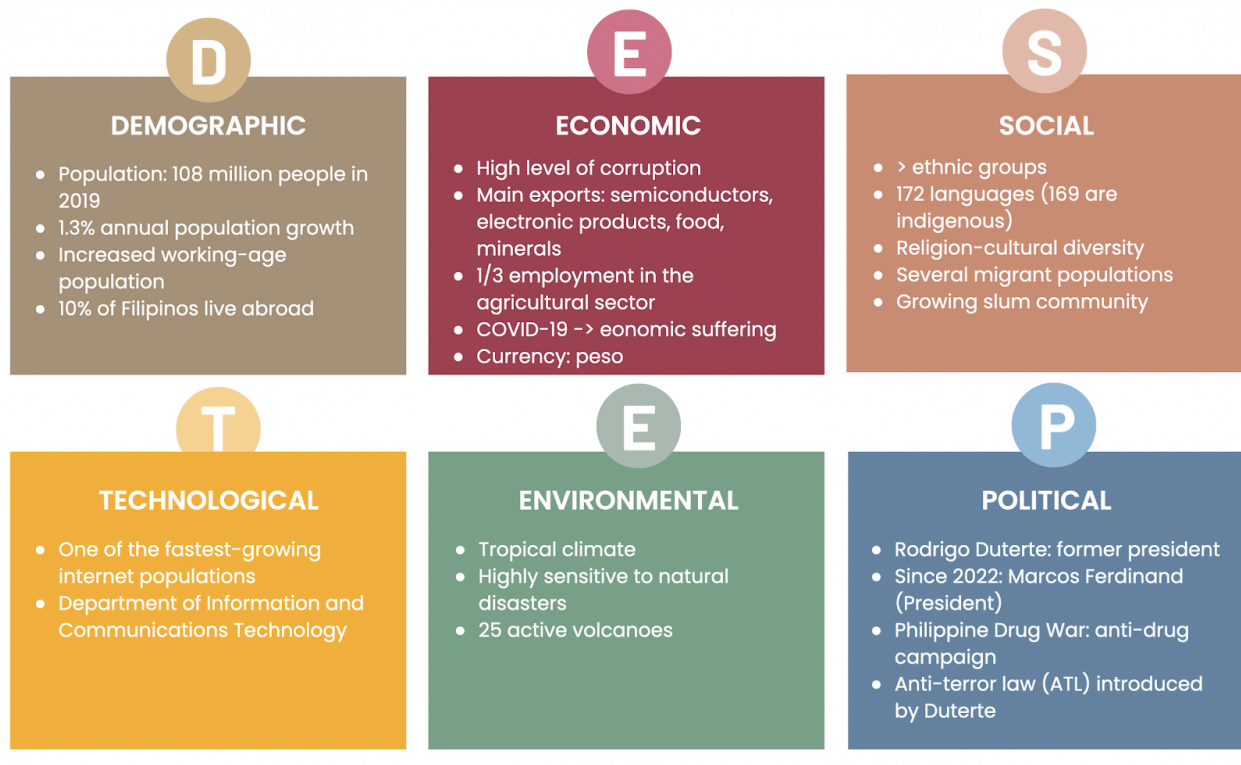 D
DEMOGRAPHIC
● Population: 108 million people in
2019
● 1.3% annual population growth
● Increased working-age
population
● 10% of Filipinos live abroad
E
ECONOMIC
● High level of corruption
● Main exports: semiconductors,
electronic products, food,
minerals
● 1/3 employment in the
agricultural sector
● COVID-19 -> eonomic suffering
● Currency: peso
S
SOCIAL
● > ethnic groups
● 172 languages (169 are
indigenous)
● Religion-cultural diversity
● Several migrant populations
● Growing slum community
T
TECHNOLOGICAL
● One of the fastest-growing
internet populations
● Department of Information and
Communications Technology
E
ENVIRONMENTAL
● Tropical climate
● Highly sensitive to natural
disasters
● 25 active volcanoes
P
POLITICAL
● Rodrigo Duterte: former president
● Since 2022: Marcos Ferdinand
(President)
● Philippine Drug War: anti-drug
campaign
● Anti-terror law (ATL) introduced
by Duterte